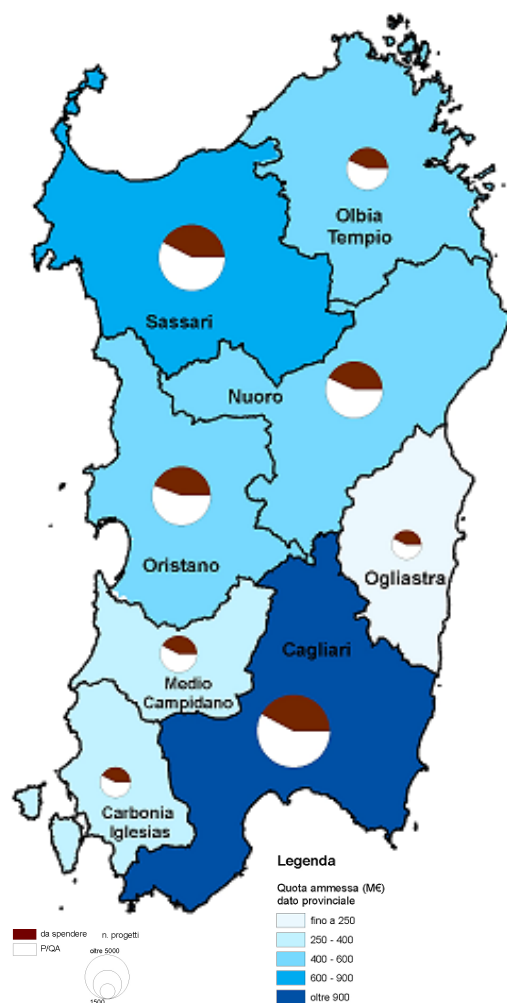 Olbia
Tempio
Sassari
Nuoro
Oristano
Ogliastra
Cagliari
Medio
Campidano
Carbonia
Iglesias
Legenda
Quota ammessa (M€)
dato provinciale
fino a 250
250 - 400
400 - 600
600 - 900
oltre 900
da spendere
P/QA
n. progetti
oltre 5000
1500